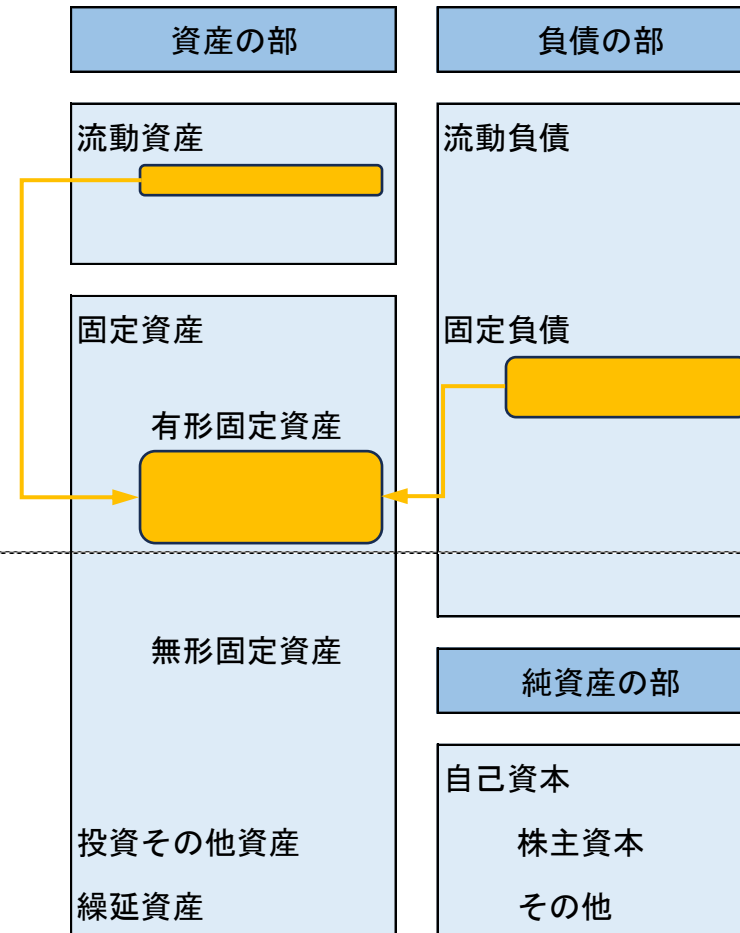 資産の部
流動資産
固定資産
有形固定資産
無形固定資産
投資その他資産
繰延資産
負債の部
流動負債
固定負債
純資産の部
自己資本
株主資本
その他